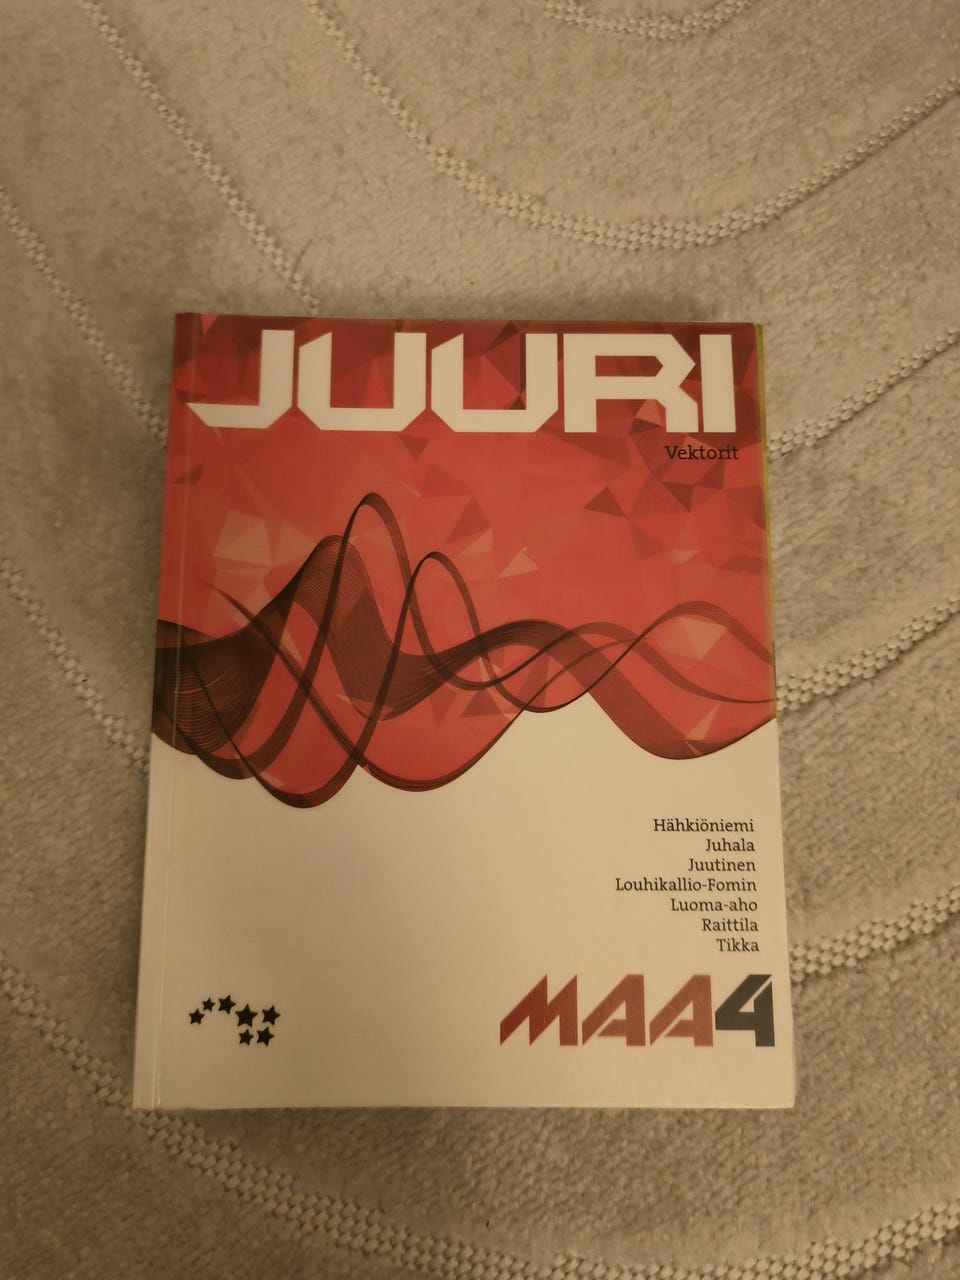 JUURI
Vektorit
Hähkiöniemi
Juhala
Juutinen
Louhikallio-Fomin
Luoma-aho
Raittila
Tikka
MAA4